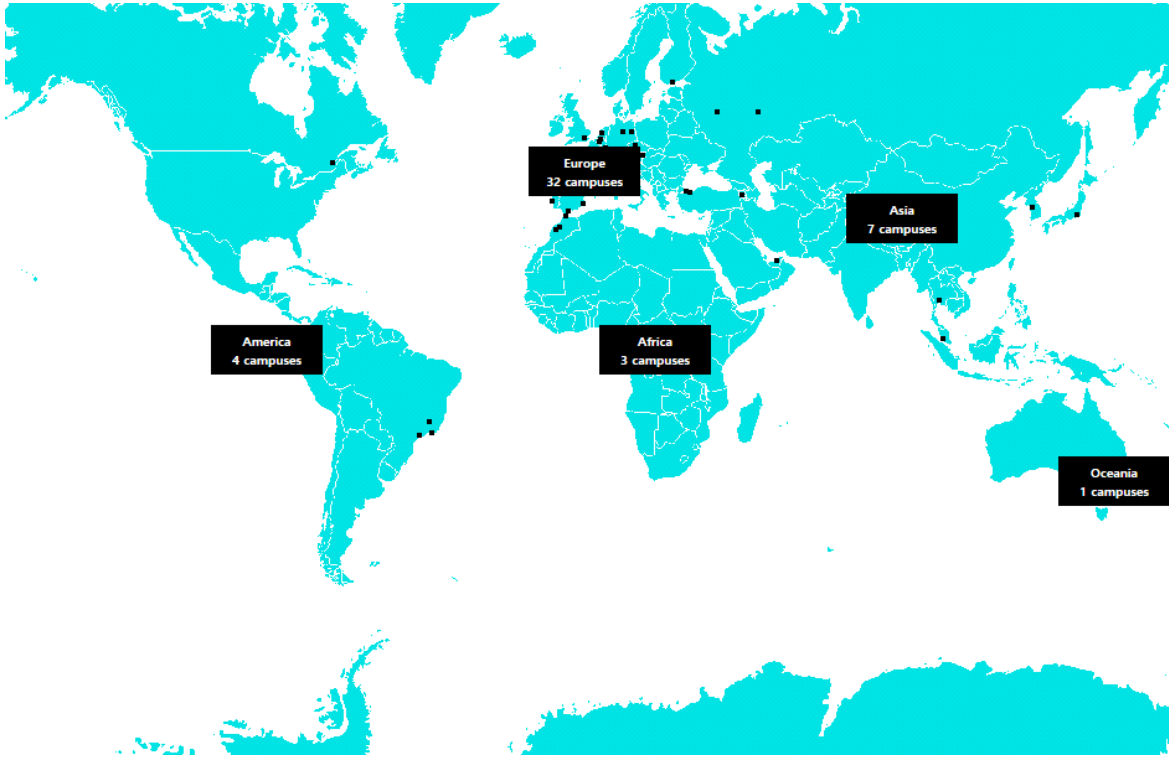 Europe
32 campuses
Asia
7 campuses
America
4 campuses
Africa
3 campuses
Oceania
1 campuses